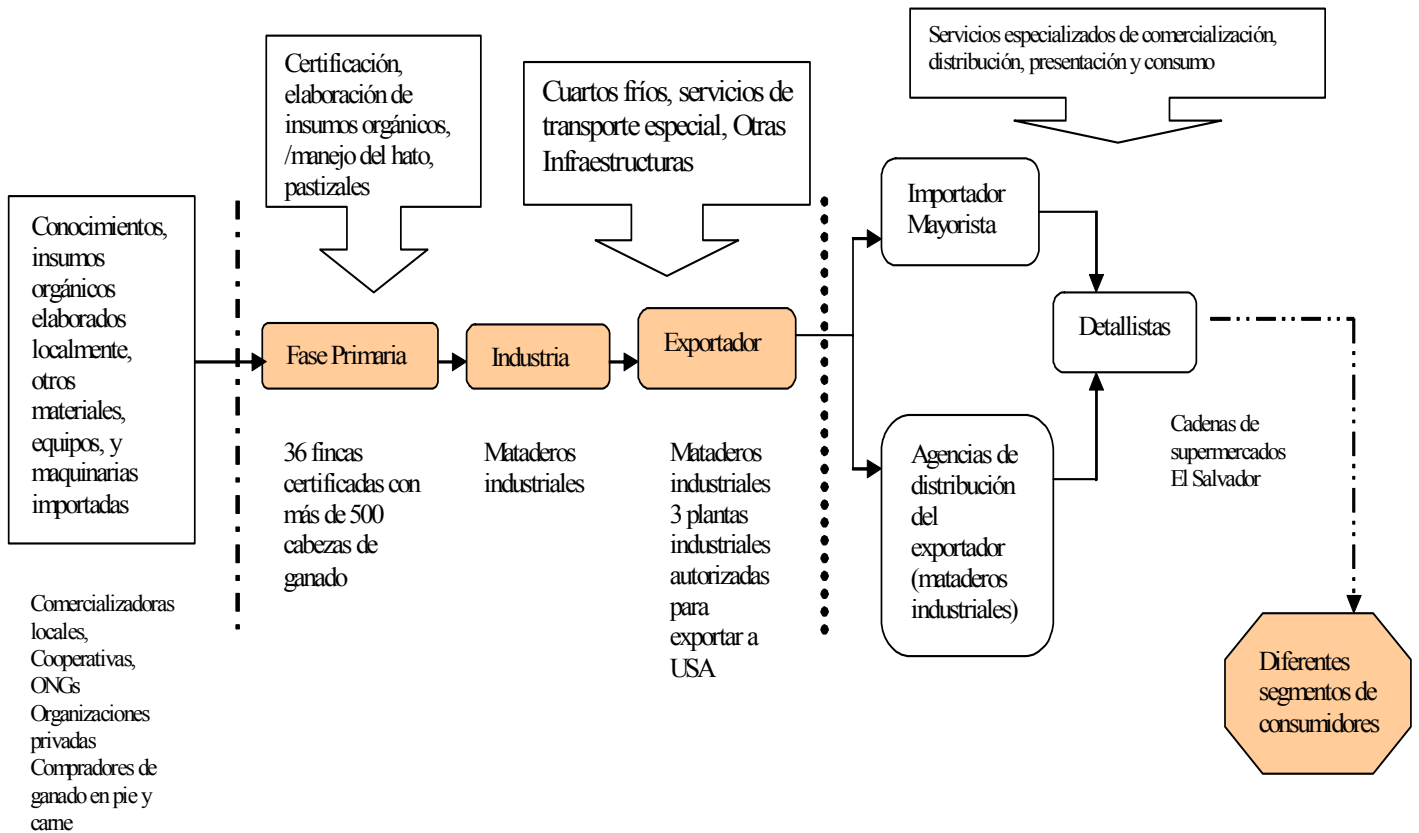 Servicios especializados de comercialización,
distribución, presentación y consumo
Certificación,
elaboración de
insumos orgánicos,
/manejo del hato,
pastizales
Cuartos fríos, servicios de
transporte especial, Otras
Infraestructuras
Conocimientos,
insumos
orgánicos
elaborados
localmente,
otros
materiales,
equipos, y
maquinarias
importadas
Fase Primaria
Industria
Exportador
Importador
Mayorista
Detallistas
36 fincas
certificadas con
más de 500
cabezas de
ganado
Mataderos
industriales
Mataderos
industriales
3 plantas
industriales
autorizadas
para
exportar a
USA
Agencias de
distribución
del
exportador
(mataderos
industriales)
Cadenas de
supermercados
El Salvador
Comercializadoras
locales,
Cooperativas,
ONGs
Organizaciones
privadas
Compradores de
ganado en pie y
carne
Diferentes
segmentos de
consumidores